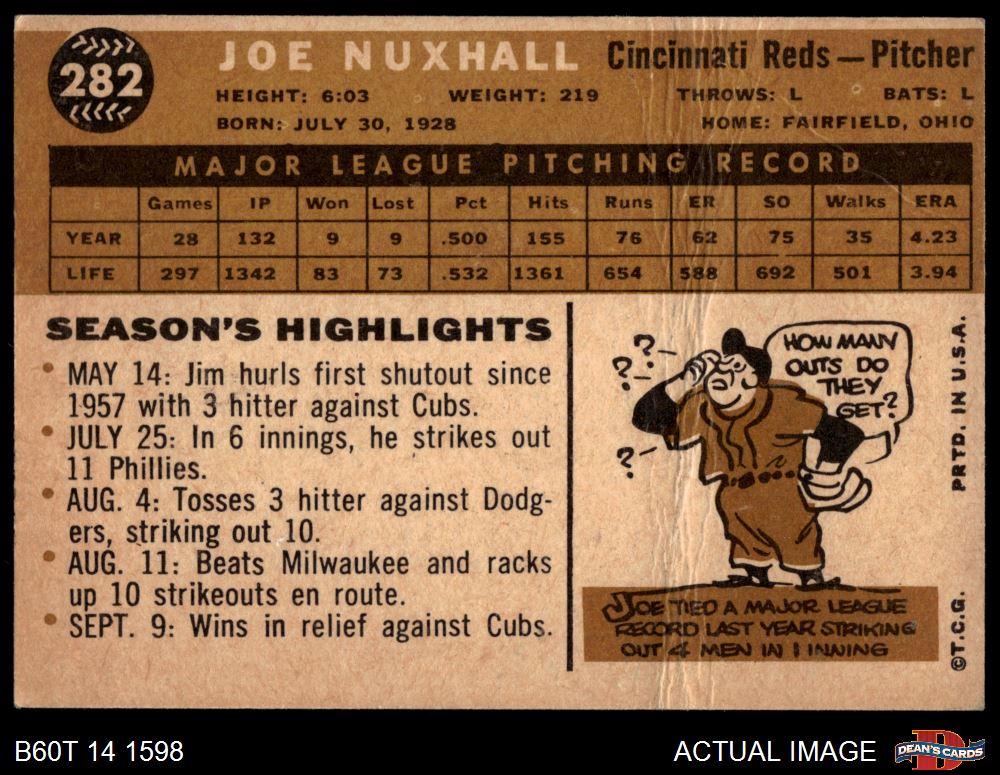 282
JOE NUXHALL Cincinnati Reds — Pitcher
HEIGHT: 6:03 WEIGHT: 219 THROWS: L BATS: L
BORN: JULY 30, 1928 HOME: FAIRFIELD, OHIO
MAJOR LEAGUE PITCHING RECORD
Games IP Won Lost Pct Hits Runs ER SO Walks ERA
YEAR 28 132 9 9 .500 155 76 62 75 35 4.23
LIFE 297 1342 83 73 .532 1361 654 588 692 501 3.94
SEASON'S HIGHLIGHTS
• MAY 14: Jim hurls first shutout since
1957 with 3 hitter against Cubs.
• JULY 25: In 6 innings, he strikes out
11 Phillies.
• AUG. 4: Tosses 3 hitter against Dodg-
ers, striking out 10.
• AUG. 11: Beats Milwaukee and racks
up 10 strikeouts en route.
• SEPT. 9: Wins in relief against Cubs.
? ? ?
?
HOW MANY
OUTS DO
THEY
GET?
JOE TIED A MAJOR LEAGUE
RECORD LAST YEAR STRIKING
OUT 4 MEN IN 1 INNING
PRTD. IN U.S.A.
©T.C.G.
B60T 14 1598
ACTUAL IMAGE
DEAN'S CARDS